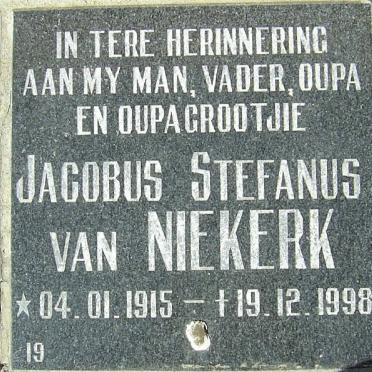 IN TERE HERINNERING
AAN MY MAN, VADER, OUPA
EN OUPAGROOTJIE
JACOBUS STEFANUS
VAN NIEKERK
★ 04.01.1915 – † 19.12.1998
19